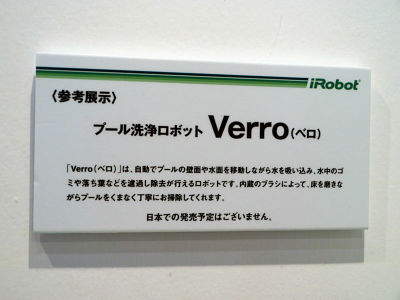 iRobot®
〈参考展示〉
プール洗浄ロボット Verro（ベロ）
「Verro（ベロ）」は、自動でプールの壁面や水面を移動しながら水を吸い込み、水中のゴ
ミや落ち葉などを濾過し除去が行えるロボットです。内蔵のブラシによって、床を磨きな
がらプールをくまなく丁寧にお掃除してくれます。
日本での発売予定はございません。